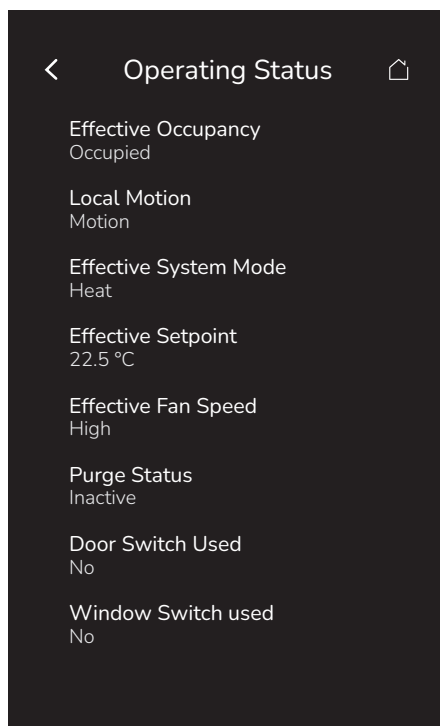 Operating Status
Effective Occupancy
Occupied
Local Motion
Motion
Effective System Mode
Heat
Effective Setpoint
22.5 °C
Effective Fan Speed
High
Purge Status
Inactive
Door Switch Used
No
Window Switch used
No